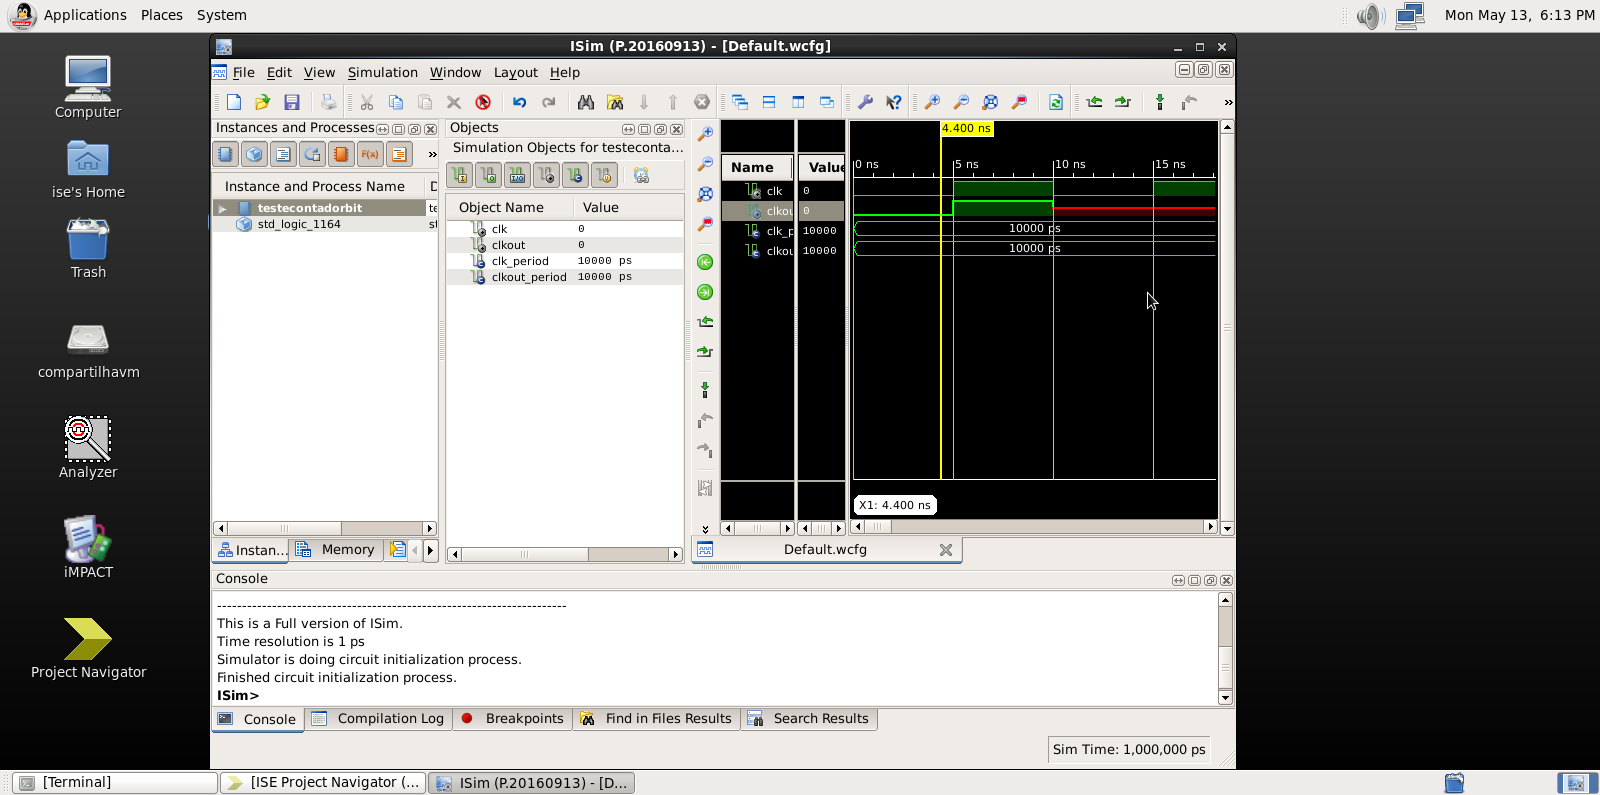 Applications Places System
Mon May 13, 6:13 PM
Computer
ise's Home
Trash
compartilhavm
Analyzer
iMPACT
Project Navigator
ISim (P.20160913) - [Default.wcfg]
File Edit View Simulation Window Layout Help
Instances and Processes
Instance and Process Name D
testecontadorbit te
std_logic_1164 st
Instan... Memory
Objects
Simulation Objects for testeconta...
Object Name Value
clk 0
clkout 0
clk_period 10000 ps
clkout_period 10000 ps
4.400 ns
Name Value
0 ns 5 ns 10 ns 15 ns
clk 0
clkou 0
clk_p 10000 10000 ps
clkou 10000 10000 ps
X1: 4.400 ns
Default.wcfg
Console
----------------------------------------------------------------------
This is a Full version of ISim.
Time resolution is 1 ps
Simulator is doing circuit initialization process.
Finished circuit initialization process.
ISim>
Console Compilation Log Breakpoints Find in Files Results Search Results
Sim Time: 1,000,000 ps
[Terminal] [ISE Project Navigator (... ISim (P.20160913) - [D...